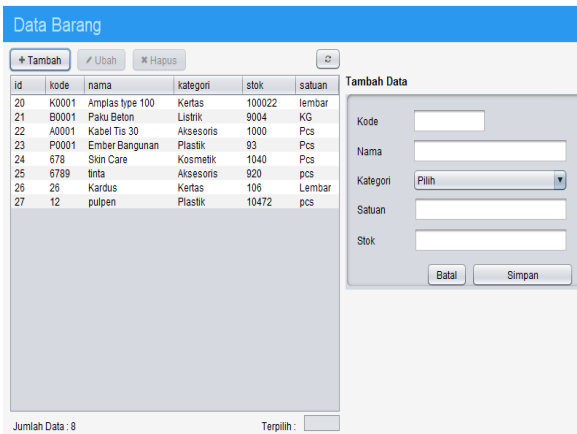 Data Barang
+ Tambah Ubah Hapus
id kode nama kategori stok satuan
20 K0001 Amplas type 100 Kertas 100022 lembar
21 B0001 Paku Beton Listrik 9004 KG
22 A0001 Kabel Tis 30 Aksesoris 1000 Pcs
23 P0001 Ember Bangunan Plastik 93 Pcs
24 678 Skin Care Kosmetik 1040 Pcs
25 6789 tinta Aksesoris 920 pcs
26 26 Kardus Kertas 106 Lembar
27 12 pulpen Plastik 10472 pcs
Jumlah Data : 8 Terpilih :
Tambah Data
Kode
Nama
Kategori Pilih
Satuan
Stok
Batal Simpan